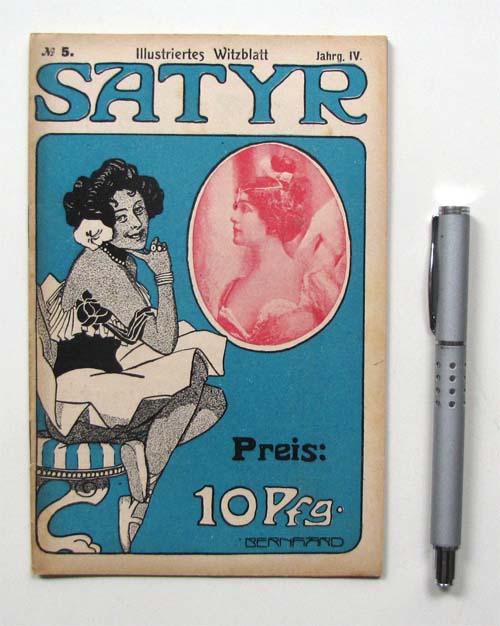 № 5. Illustriertes Witzblatt Jahrg. IV.
SATYR
Preis:
10 Pfg.
BERNHARD